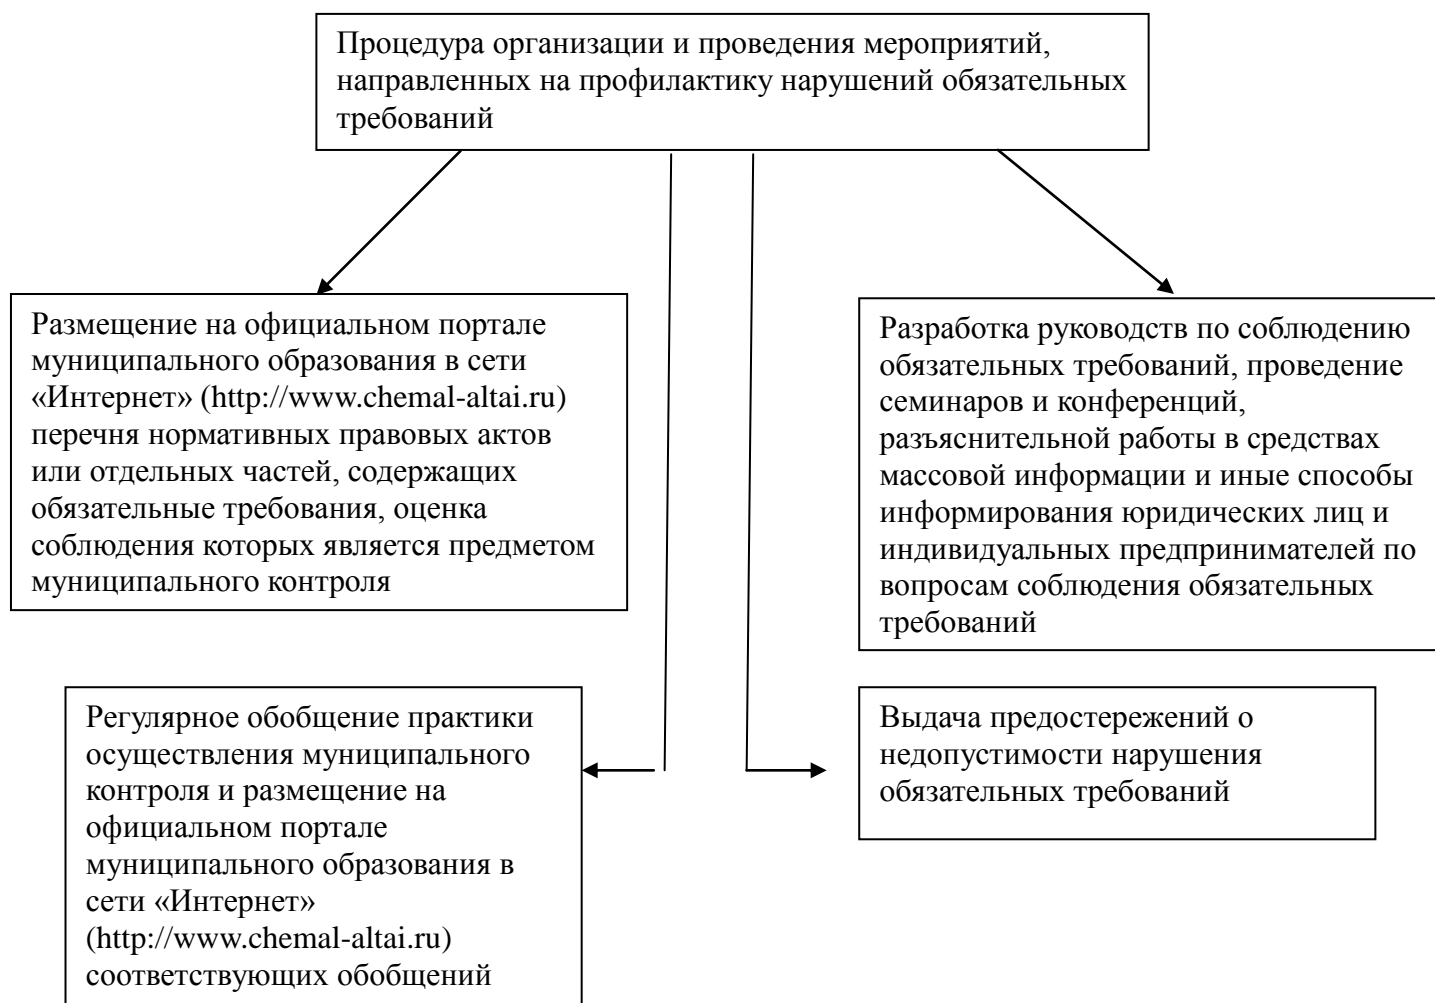 Процедура организации и проведения мероприятий,
направленных на профилактику нарушений обязательных
требований
Размещение на официальном портале
муниципального образования в сети
«Интернет» (http://www.chemal-altai.ru)
перечня нормативных правовых актов
или отдельных частей, содержащих
обязательные требования, оценка
соблюдения которых является предметом
муниципального контроля
Разработка руководств по соблюдению
обязательных требований, проведение
семинаров и конференций,
разъяснительной работы в средствах
массовой информации и иные способы
информирования юридических лиц и
индивидуальных предпринимателей по
вопросам соблюдения обязательных
требований
Регулярное обобщение практики
осуществления муниципального
контроля и размещение на
официальном портале
муниципального образования в
сети «Интернет»
(http://www.chemal-altai.ru)
соответствующих обобщений
Выдача предостережений о
недопустимости нарушения
обязательных требований